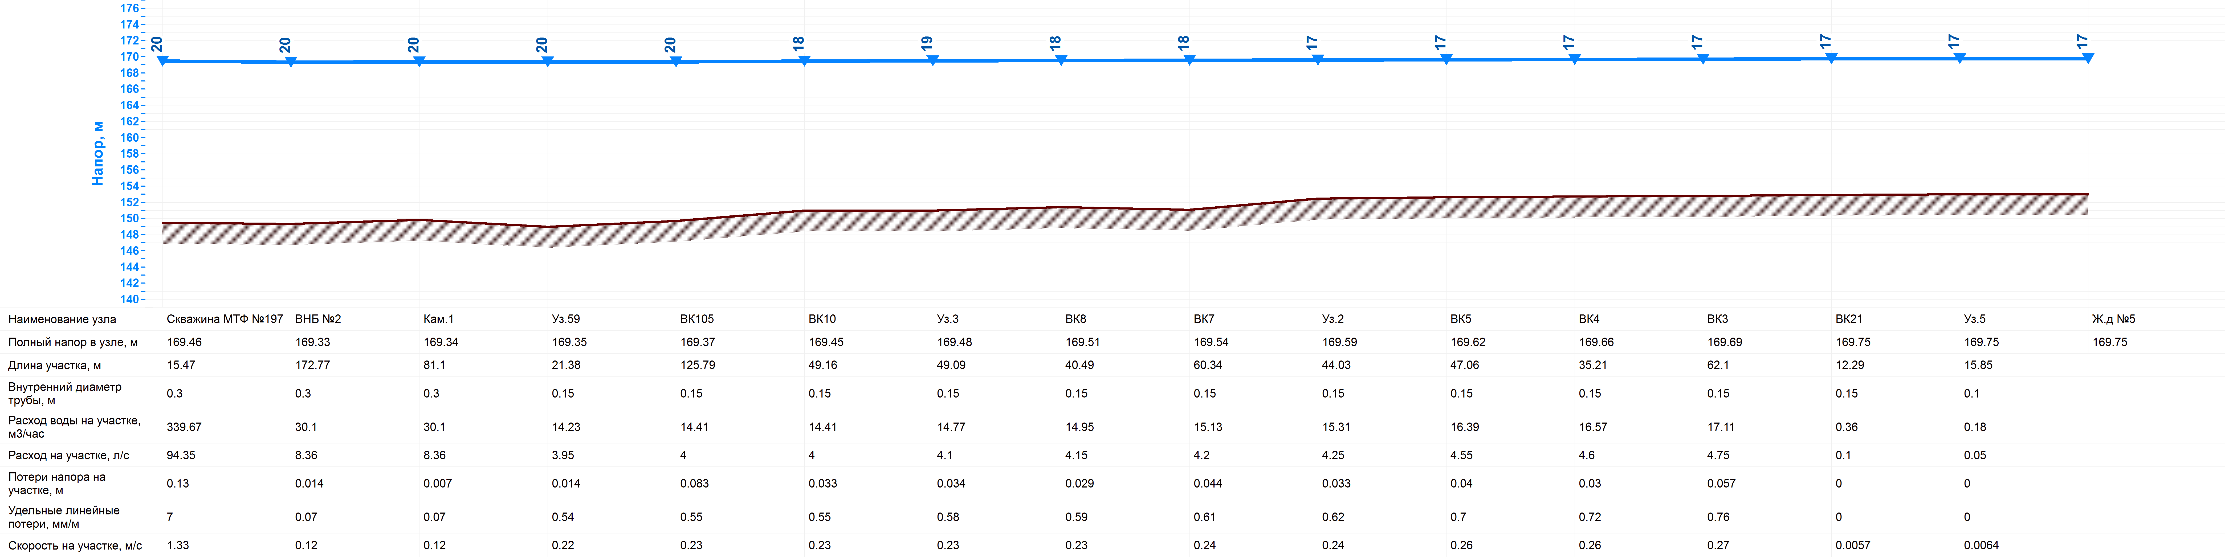 176
174
172
170
168
166
164
162
160
158
156
154
152
150
148
146
144
142
140
Напор, м
20 20 20 20 20 18 19 18 18 17 17 17 17 17 17 17
Наименование узла Скважина МТФ №197 ВНБ №2 Кам.1 Уз.59 ВК105 ВК10 Уз.3 ВК8 ВК7 Уз.2 ВК5 ВК4 ВК3 ВК21 Уз.5 Ж.д №5
Полный напор в узле, м 169.46 169.33 169.34 169.35 169.37 169.45 169.48 169.51 169.54 169.59 169.62 169.66 169.69 169.75 169.75 169.75
Длина участка, м 15.47 172.77 81.1 21.38 125.79 49.16 49.09 40.49 60.34 44.03 47.06 35.21 62.1 12.29 15.85
Внутренний диаметр
трубы, м 0.3 0.3 0.3 0.15 0.15 0.15 0.15 0.15 0.15 0.15 0.15 0.15 0.15 0.15 0.1
Расход воды на участке,
м3/час 339.67 30.1 30.1 14.23 14.41 14.41 14.77 14.95 15.13 15.31 16.39 16.57 17.11 0.36 0.18
Расход на участке, л/с 94.35 8.36 8.36 3.95 4 4 4.1 4.15 4.2 4.25 4.55 4.6 4.75 0.1 0.05
Потери напора на
участке, м 0.13 0.014 0.007 0.014 0.083 0.033 0.034 0.029 0.044 0.033 0.04 0.03 0.057 0 0
Удельные линейные
потери, мм/м 7 0.07 0.07 0.54 0.55 0.55 0.58 0.59 0.61 0.62 0.7 0.72 0.76 0 0
Скорость на участке, м/с 1.33 0.12 0.12 0.22 0.23 0.23 0.23 0.23 0.24 0.24 0.26 0.26 0.27 0.0057 0.0064